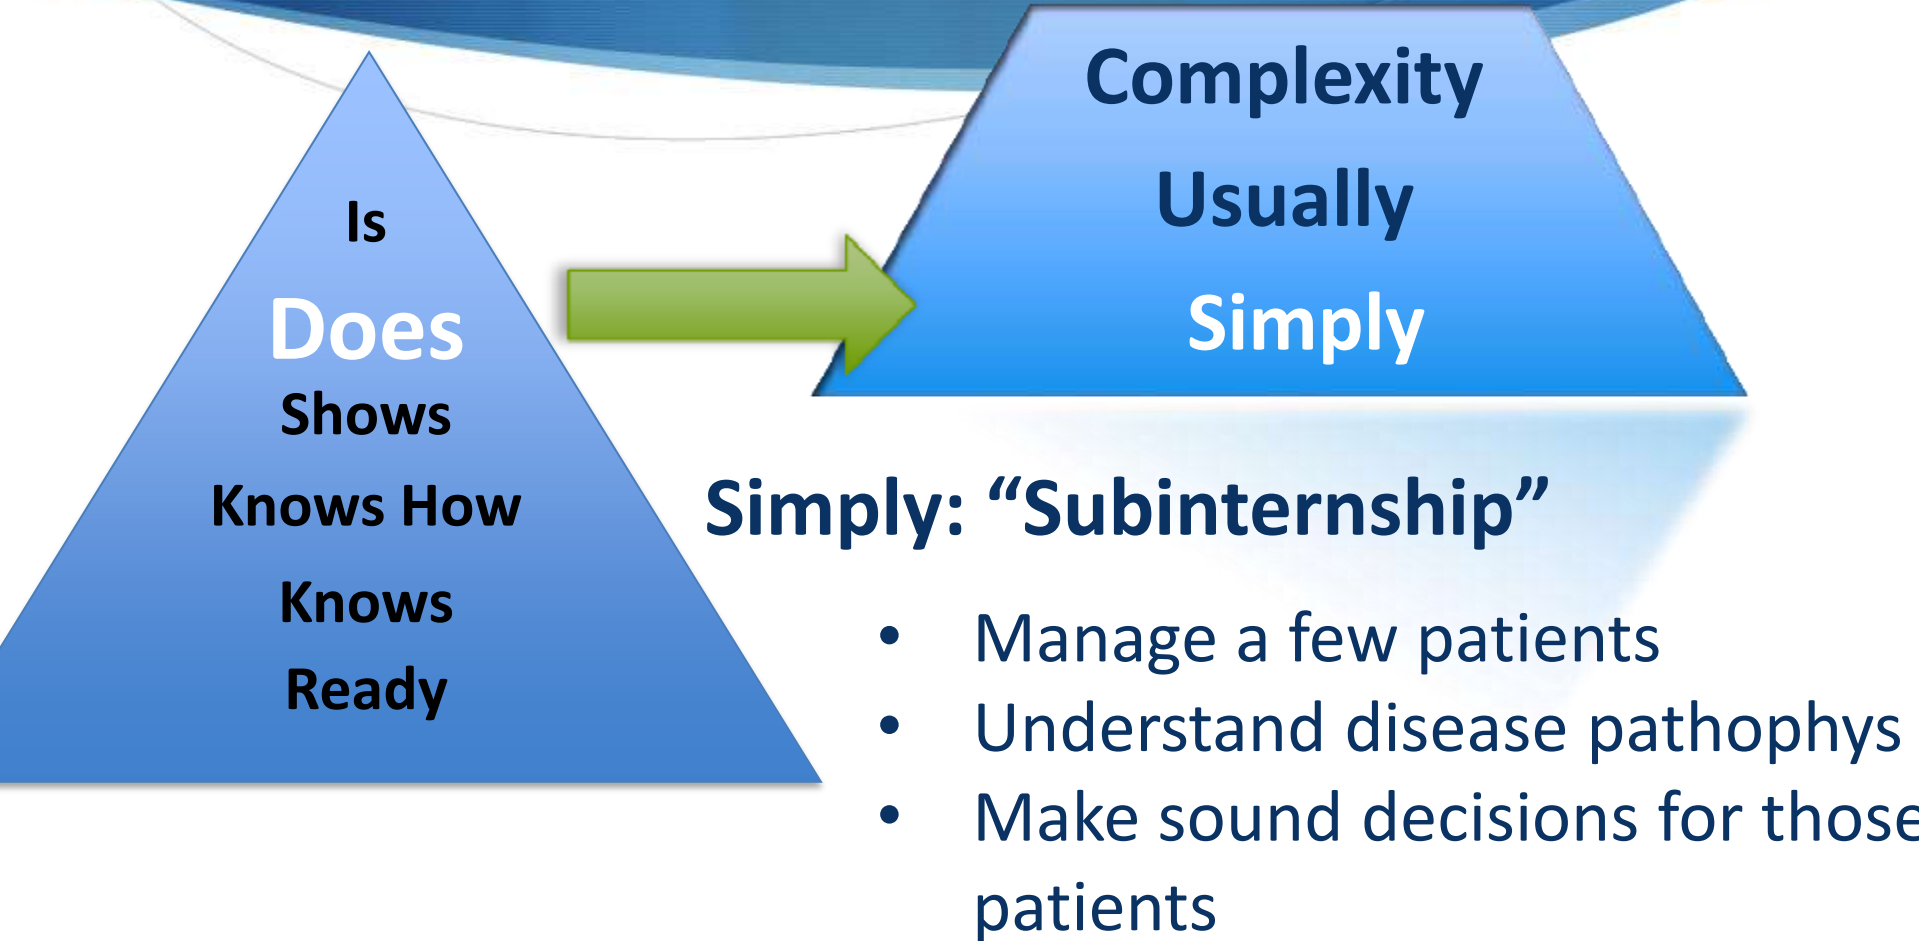 Is
Does
Shows
Knows How
Knows
Ready
Complexity
Usually
Simply
Simply: “Subinternship”
• Manage a few patients
• Understand disease pathophys
• Make sound decisions for those
patients